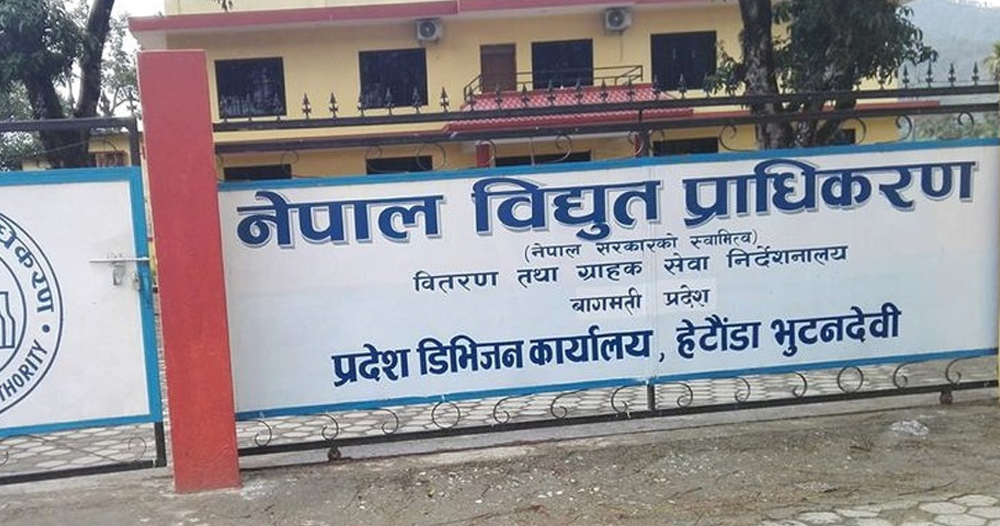 नेपाल विद्युत प्राधिकरण
(नेपाल सरकारको स्वामित्व)
वितरण तथा ग्राहक सेवा निर्देशनालय
बागमती प्रदेश
प्रदेश डिभिजन कार्यालय, हेटौंडा भुटनदेवी